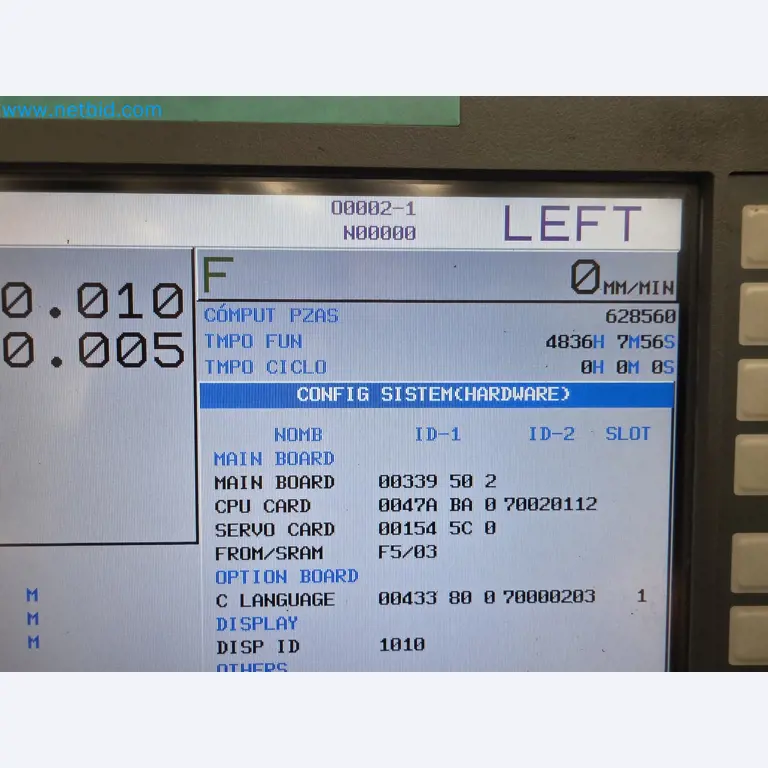 www.netbid.com
O0002-1
N00000
LEFT
0.010
0.005
F 0 MM/MIN
CÓMPUT PZAS 628560
TMPO FUN 4836H 7M56S
TMPO CICLO 0H 0M 0S
CONFIG SISTEM(HARDWARE)
NOMB ID-1 ID-2 SLOT
MAIN BOARD
MAIN BOARD 00339 50 2
CPU CARD 0047A BA 0 70020112
SERVO CARD 00154 5C 0
FROM/SRAM F5/03
OPTION BOARD
C LANGUAGE 00433 80 0 70000203 1
DISPLAY
DISP ID 1010
OTHERS
M
M
M